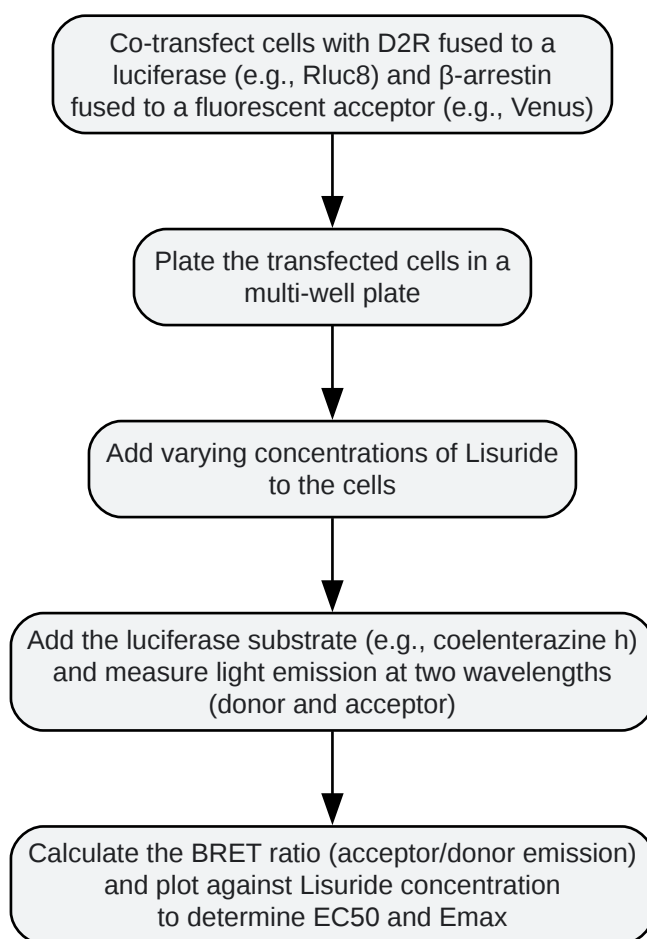 Co-transfect cells with D2R fused to a
luciferase (e.g., Rluc8) and β-arrestin
fused to a fluorescent acceptor (e.g., Venus)
Plate the transfected cells in a
multi-well plate
Add varying concentrations of Lisuride
to the cells
Add the luciferase substrate (e.g., coelenterazine h)
and measure light emission at two wavelengths
(donor and acceptor)
Calculate the BRET ratio (acceptor/donor emission)
and plot against Lisuride concentration
to determine EC50 and Emax